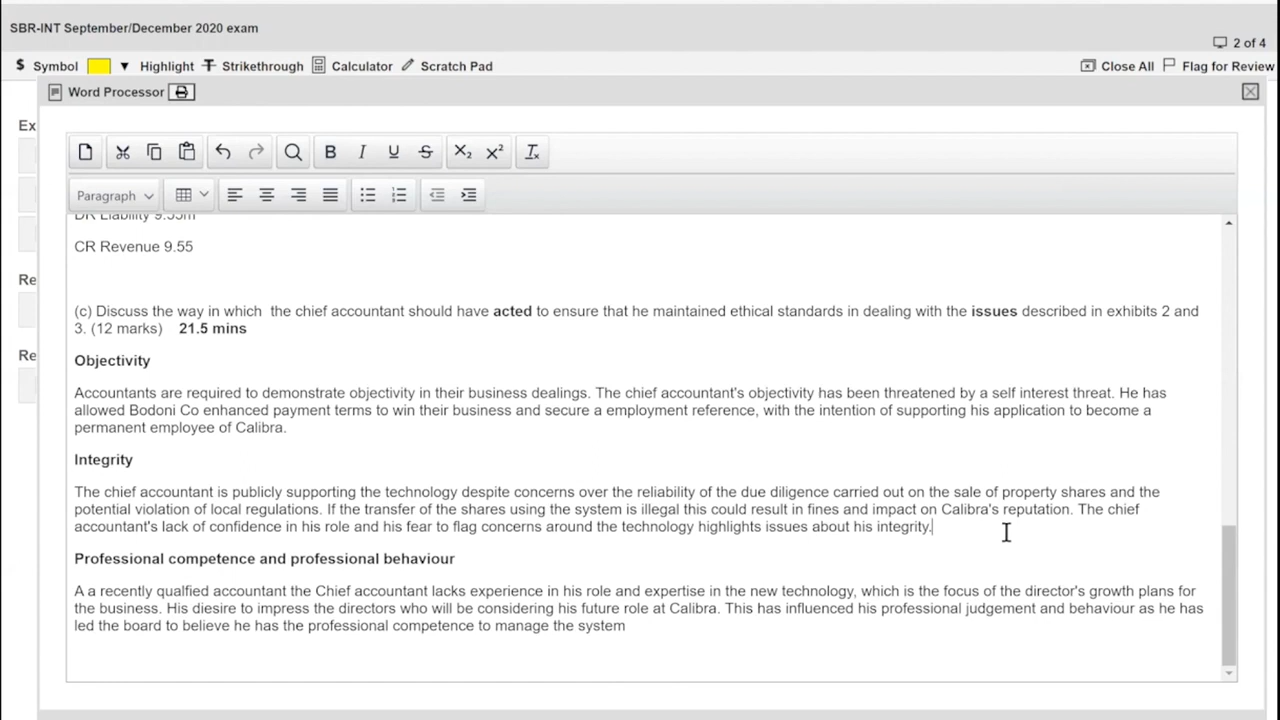 SBR-INT September/December 2020 exam
2 of 4
$ Symbol Highlight Strikethrough Calculator Scratch Pad Close All Flag for Review
Word Processor
Ex
Paragraph
DR Liability 9.55m
CR Revenue 9.55
Re
(c) Discuss the way in which the chief accountant should have acted to ensure that he maintained ethical standards in dealing with the issues described in exhibits 2 and
3. (12 marks) 21.5 mins
Re
Objectivity
Accountants are required to demonstrate objectivity in their business dealings. The chief accountant's objectivity has been threatened by a self interest threat. He has
allowed Bodoni Co enhanced payment terms to win their business and secure a employment reference, with the intention of supporting his application to become a
permanent employee of Calibra.
Integrity
The chief accountant is publicly supporting the technology despite concerns over the reliability of the due diligence carried out on the sale of property shares and the
potential violation of local regulations. If the transfer of the shares using the system is illegal this could result in fines and impact on Calibra's reputation. The chief
accountant's lack of confidence in his role and his fear to flag concerns around the technology highlights issues about his integrity.
Professional competence and professional behaviour
A a recently qualfied accountant the Chief accountant lacks experience in his role and expertise in the new technology, which is the focus of the director's growth plans for
the business. His diesire to impress the directors who will be considering his future role at Calibra. This has influenced his professional judgement and behaviour as he has
led the board to believe he has the professional competence to manage the system